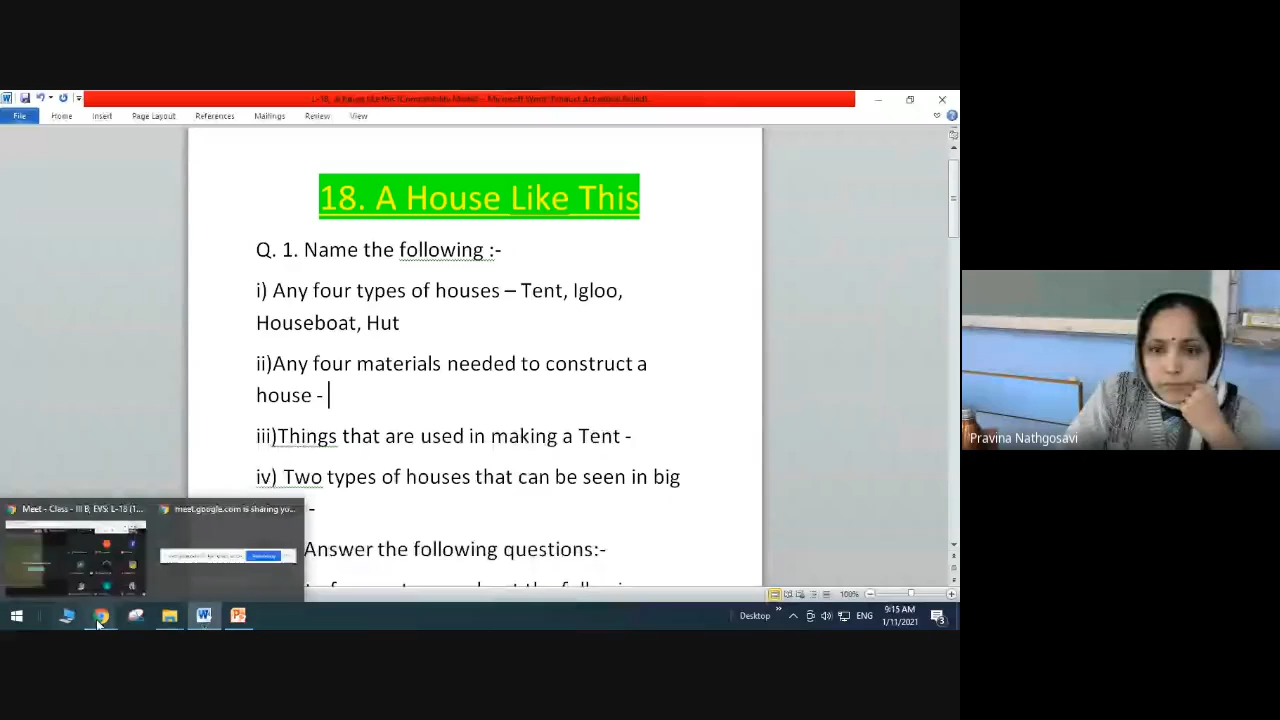 File
Home
Insert
Page Layout
References
Mailings
Review
View
18. A House Like This
Q. 1. Name the following :-
i) Any four types of houses – Tent, Igloo,
Houseboat, Hut
ii)Any four materials needed to construct a
house -
iii)Things that are used in making a Tent -
iv) Two types of houses that can be seen in big
-
Answer the following questions:-
Meet - Class - III B, EVS: L-18 (1...
meet.google.com is sharing yo...
100%
Desktop
ENG
9:15 AM
1/11/2021
3
Pravina Nathgosavi